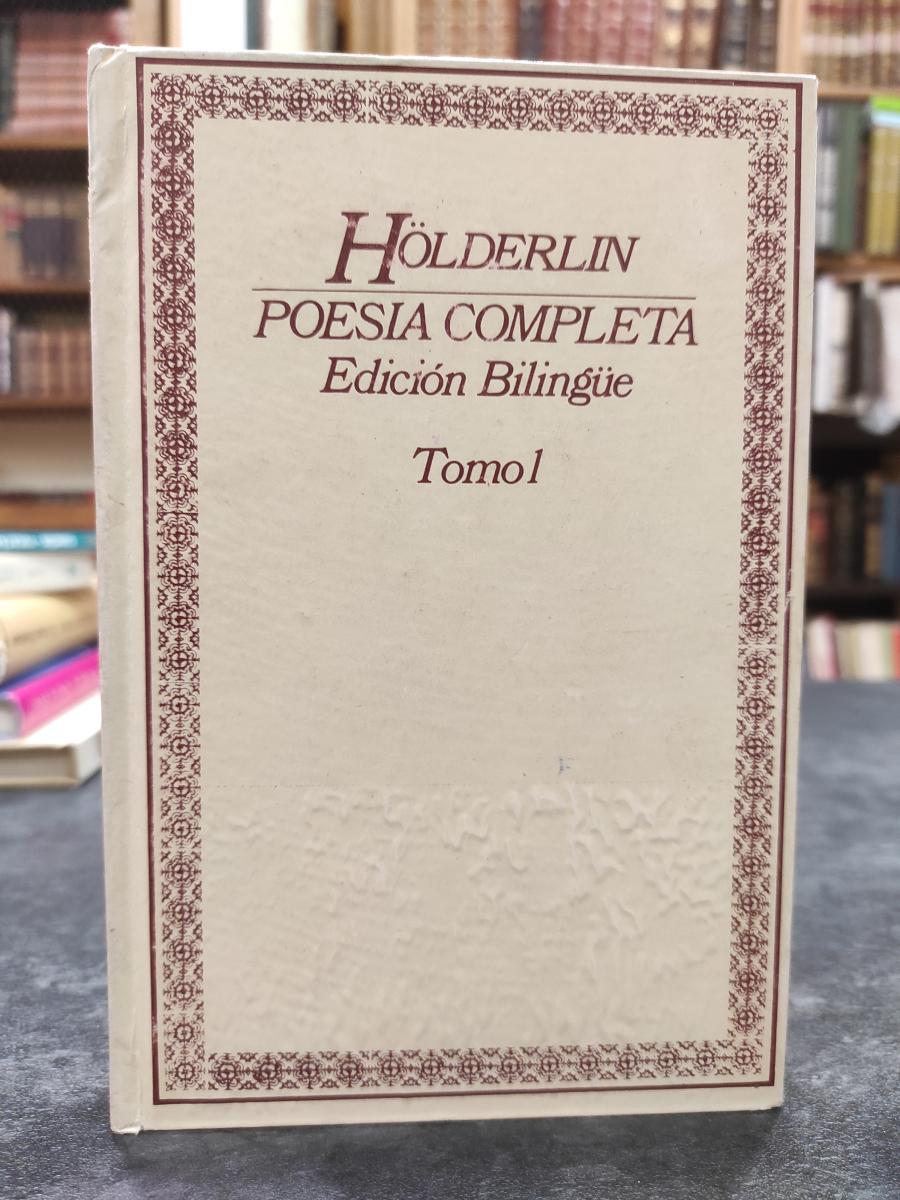 HÖLDERLIN
POESIA COMPLETA
Edición Bilingüe
Tomo 1